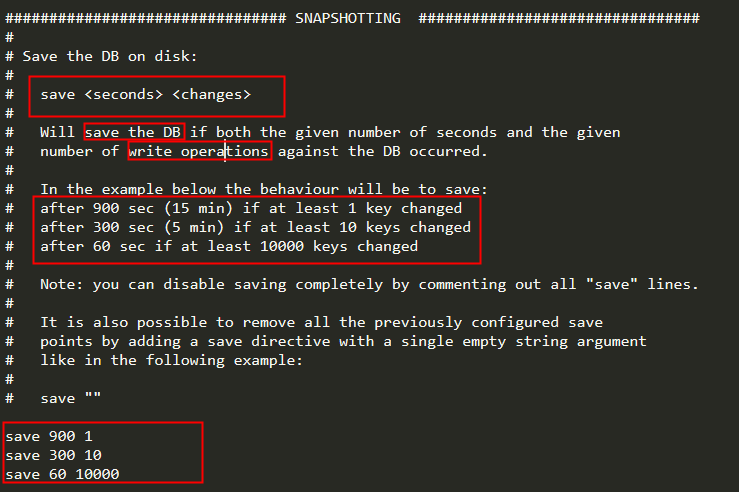 ################################ SNAPSHOTTING  ################################
#
# Save the DB on disk:
#
#   save <seconds> <changes>
#
#   Will save the DB if both the given number of seconds and the given
#   number of write operations against the DB occurred.
#
#   In the example below the behaviour will be to save:
#   after 900 sec (15 min) if at least 1 key changed
#   after 300 sec (5 min) if at least 10 keys changed
#   after 60 sec if at least 10000 keys changed
#
#   Note: you can disable saving completely by commenting out all "save" lines.
#
#   It is also possible to remove all the previously configured save
#   points by adding a save directive with a single empty string argument
#   like in the following example:
#
#   save ""
save 900 1
save 300 10
save 60 10000